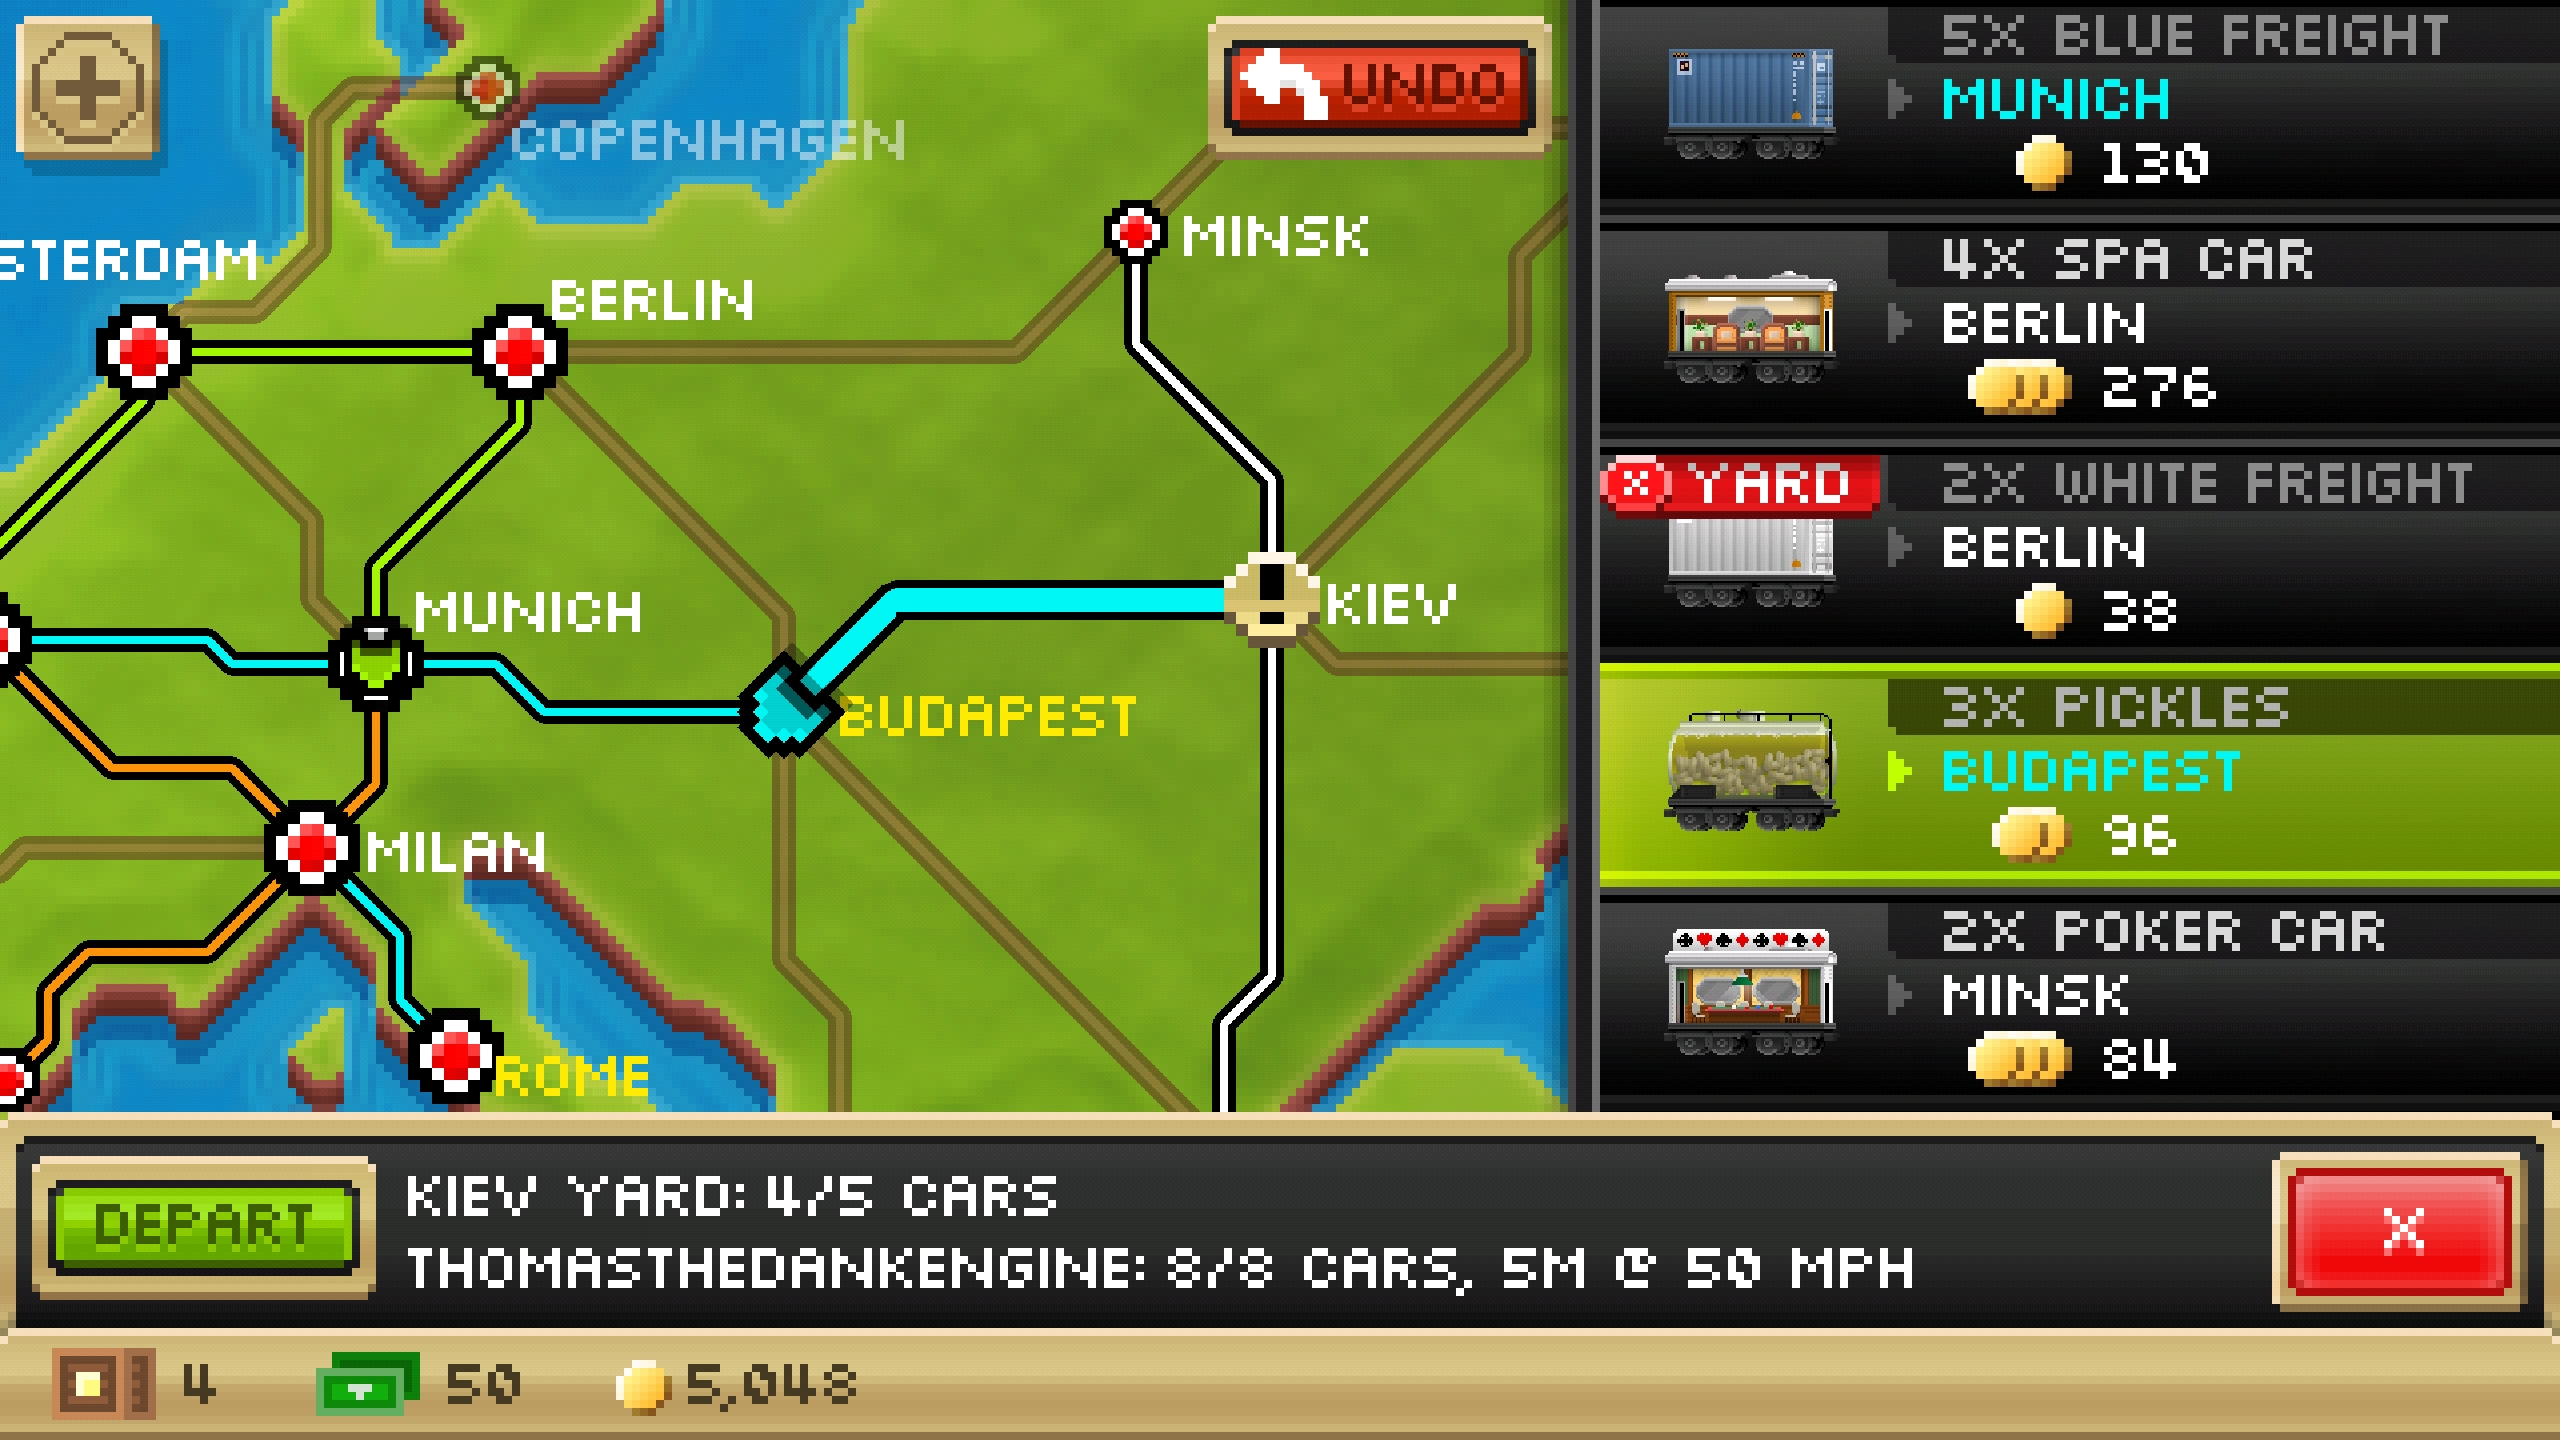 UNDO
COPENHAGEN
STERDAM
BERLIN
MINSK
MUNICH
KIEV
BUDAPEST
MILAN
ROME
5X BLUE FREIGHT
MUNICH
130
4X SPA CAR
BERLIN
276
YARD
2X WHITE FREIGHT
BERLIN
38
3X PICKLES
BUDAPEST
96
2X POKER CAR
MINSK
84
DEPART
KIEV YARD: 4/5 CARS
THOMASTHEDANKENGINE: 8/8 CARS, 5M @ 50 MPH
X
4
50
5,048